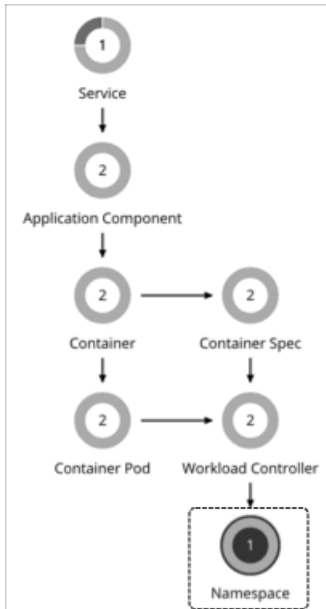 1
Service
2
Application Component
2 2
Container Container Spec
2 2
Container Pod Workload Controller
1
Namespace